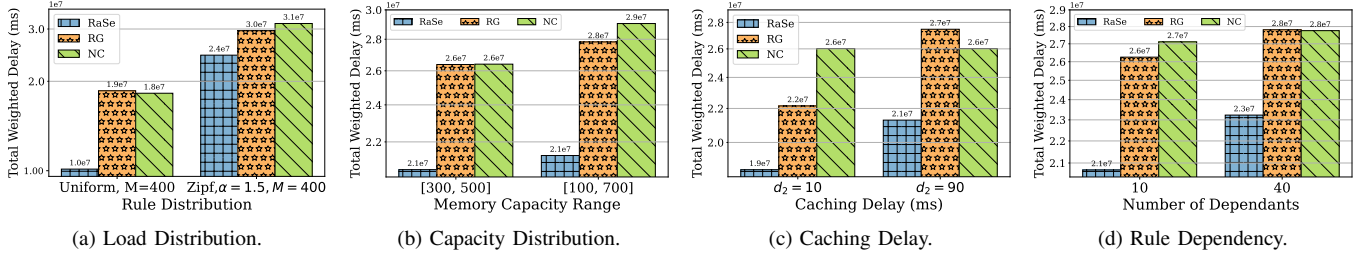 1e7
Total Weighted Delay (ms)
3.0
2.0
1.00
RaSe
RG
NC
1.0e7
1.9e7
1.8e7
2.4e7
3.0e7
3.1e7
Uniform, M=400
Zipf,α = 1.5, M = 400
Rule Distribution
(a) Load Distribution.
1e7
Total Weighted Delay (ms)
3.0
2.8
2.6
2.4
2.2
RaSe
RG
NC
2.1e7
2.6e7
2.6e7
2.1e7
2.8e7
2.9e7
[300, 500]
[100, 700]
Memory Capacity Range
(b) Capacity Distribution.
1e7
Total Weighted Delay (ms)
2.8
2.6
2.4
2.2
2.0
RaSe
RG
NC
1.9e7
2.2e7
2.6e7
2.1e7
2.7e7
2.6e7
d₂ = 10
d₂ = 90
Caching Delay (ms)
(c) Caching Delay.
1e7
Total Weighted Delay (ms)
2.9
2.8
2.7
2.6
2.5
2.4
2.3
2.2
2.1
RaSe
RG
NC
2.1e7
2.6e7
2.7e7
2.3e7
2.8e7
2.8e7
10
40
Number of Dependants
(d) Rule Dependency.